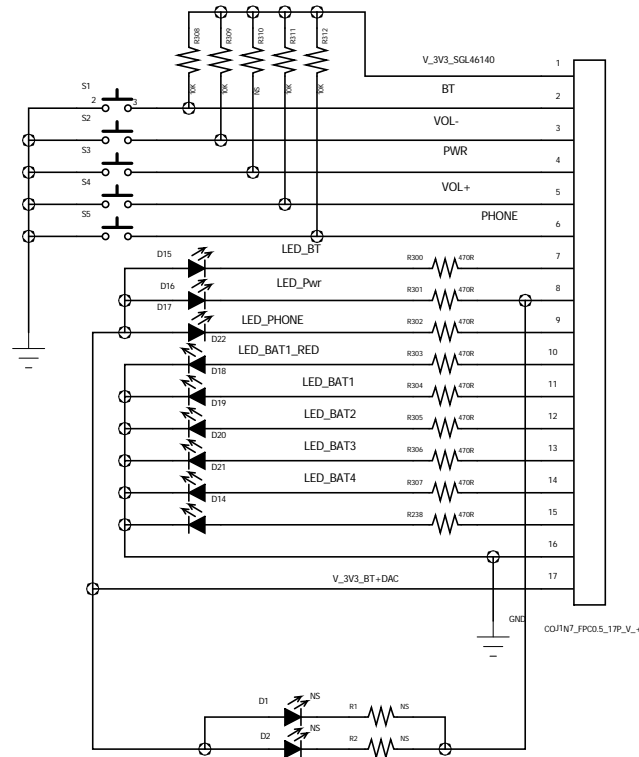 R308
R309
R310
R311
R312
10K
10K
NS
10K
10K
V_3V3_SGL46140
1
S1
2
3
BT
2
S2
VOL-
3
S3
PWR
4
S4
VOL+
5
S5
PHONE
6
D15
LED_BT
R300
470R
7
D16
LED_Pwr
R301
470R
8
D17
LED_PHONE
R302
470R
9
D22
LED_BAT1_RED
R303
470R
10
D18
LED_BAT1
R304
470R
11
D19
LED_BAT2
R305
470R
12
D20
LED_BAT3
R306
470R
13
D21
LED_BAT4
R307
470R
14
D14
R238
470R
15
16
V_3V3_BT+DAC
17
GND
N7_FPC0.5_17P_V_+
D1
NS
R1
NS
D2
NS
R2
NS